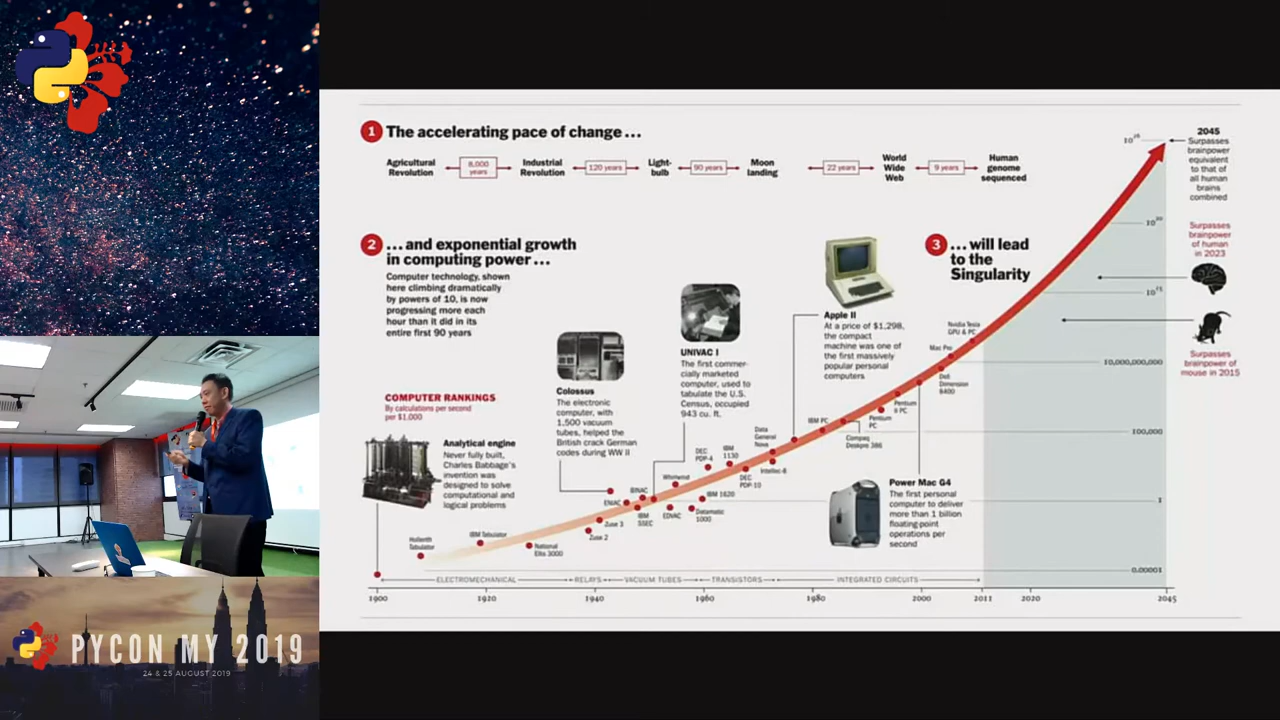 1 The accelerating pace of change...
Agricultural
Revolution
8,000
years
Industrial
Revolution
120 years
Light-
bulb
90 years
Moon
landing
22 years
World
Wide
Web
9 years
Human
genome
sequenced
2 ...and exponential growth
in computing power...
Computer technology, shown
here climbing dramatically
by powers of 10, is now
progressing more each
hour than it did in its
entire first 90 years
COMPUTER RANKINGS
By calculations per second
per $1,000
Analytical engine
Never fully built,
Charles Babbage's
invention was
designed to solve
computational and
logical problems
Colossus
The electronic
computer, with
1,500 vacuum
tubes, helped the
British crack German
codes during WW II
UNIVAC I
The first commer-
cially marketed
computer, used to
tabulate the U.S.
Census, occupied
943 cu. ft.
Apple II
At a price of $1,298,
the compact
machine was one of
the first massively
popular personal
computers
3 ...will lead
to the
Singularity
Power Mac G4
The first personal
computer to deliver
more than 1 billion
floating-point
operations per
second
2045
Surpasses
brainpower
equivalent
to that of
all human
brains
combined
Surpasses
brainpower
of human
in 2023
Surpasses
brainpower of
mouse in 2015
Hollerith
Tabulator
IBM Tabulator
National
Ellis 3000
Zuse 2
Zuse 3
ENIAC
BINAC
IBM
SSEC
Whirlwind
EDVAC
Datamatic
1000
IBM 1620
DEC
PDP-4
IBM
1130
DEC
PDP-10
Data
General
Nova
Intellec-8
IBM PC
Compaq
Deskpro 386
Pentium
PC
Pentium
II PC
Mac Pro
Dell
Dimension
8400
Nvidia Tesla
GPU & PC
10,000,000,000
100,000
1
0.00001
ELECTROMECHANICAL
RELAYS
VACUUM TUBES
TRANSISTORS
INTEGRATED CIRCUITS
1900
1920
1940
1960
1980
2000
2011
2020
2045
PYCON MY 2019
24 & 25 AUGUST 2019